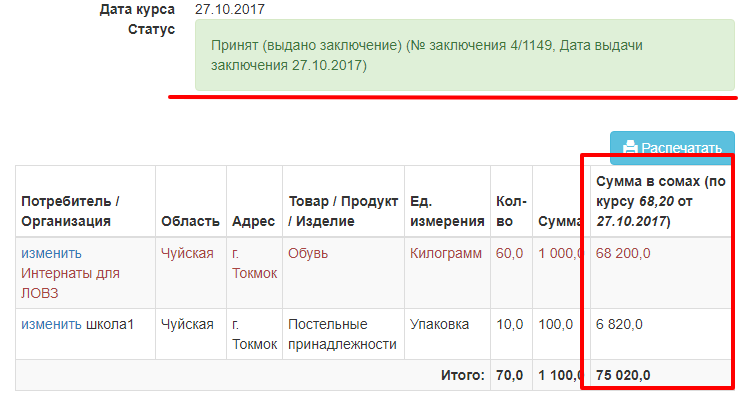 Дата курса 27.10.2017
Статус
Принят (выдано заключение) (№ заключения 4/1149, Дата выдачи
заключения 27.10.2017)
Распечатать
Потребитель /
Организация
Область
Адрес
Товар / Продукт
/ Изделие
Ед.
измерения
Кол-
во
Сумма
Сумма в сомах (по
курсу 68,20 от
27.10.2017)
изменить
Интернаты для
ЛОВЗ
Чуйская
г.
Токмок
Обувь
Килограмм
60,0
1 000,0
68 200,0
изменить школа1
Чуйская
г.
Токмок
Постельные
принадлежности
Упаковка
10,0
100,0
6 820,0
Итого: 70,0 1 100,0 75 020,0